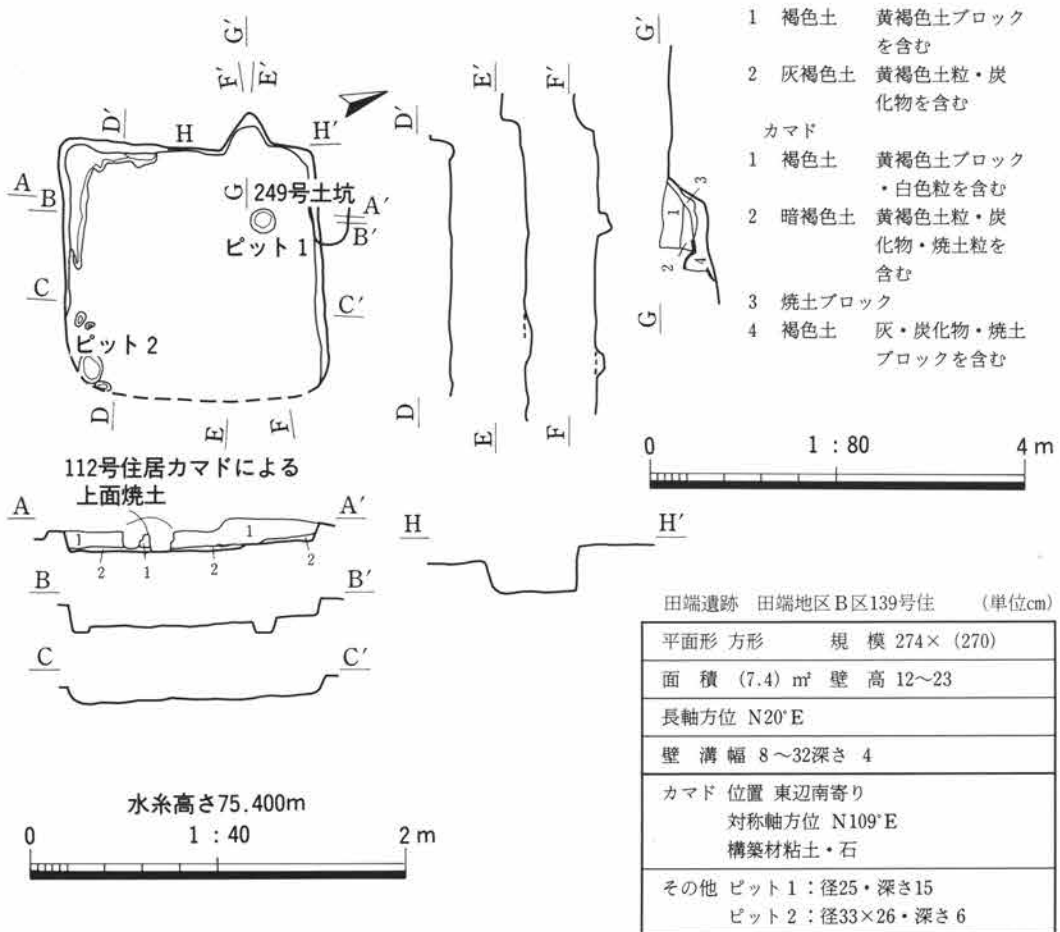 G′
F′ E′
D′ H H′
A
B
G 249号土坑
A′
B′
ピット1
C C′
ピット2
D E F
D′ E′ F′
D E F
G′
1
2
3
4
G
1 褐色土 黄褐色土ブロック
を含む
2 灰褐色土 黄褐色土粒・炭
化物を含む
カマド
1 褐色土 黄褐色土ブロック
・白色粒を含む
2 暗褐色土 黄褐色土粒・炭
化物・焼土粒を
含む
3 焼土ブロック
4 褐色土 灰・炭化物・焼土
ブロックを含む
0 1:80 4m
112号住居カマドによる
上面焼土
A A′
1 1
2 1 2 2
B B′
C C′
H H′
水糸高さ75.400m
0 1:40 2m
田端遺跡 田端地区B区139号住 (単位cm)
平面形 方形 規 模 274×(270)
面 積 (7.4)㎡ 壁 高 12~23
長軸方位 N20°E
壁 溝 幅 8~32深さ 4
カマド 位置 東辺南寄り
対称軸方位 N109°E
構築材粘土・石
その他 ピット1:径25・深さ15
ピット2:径33×26・深さ6